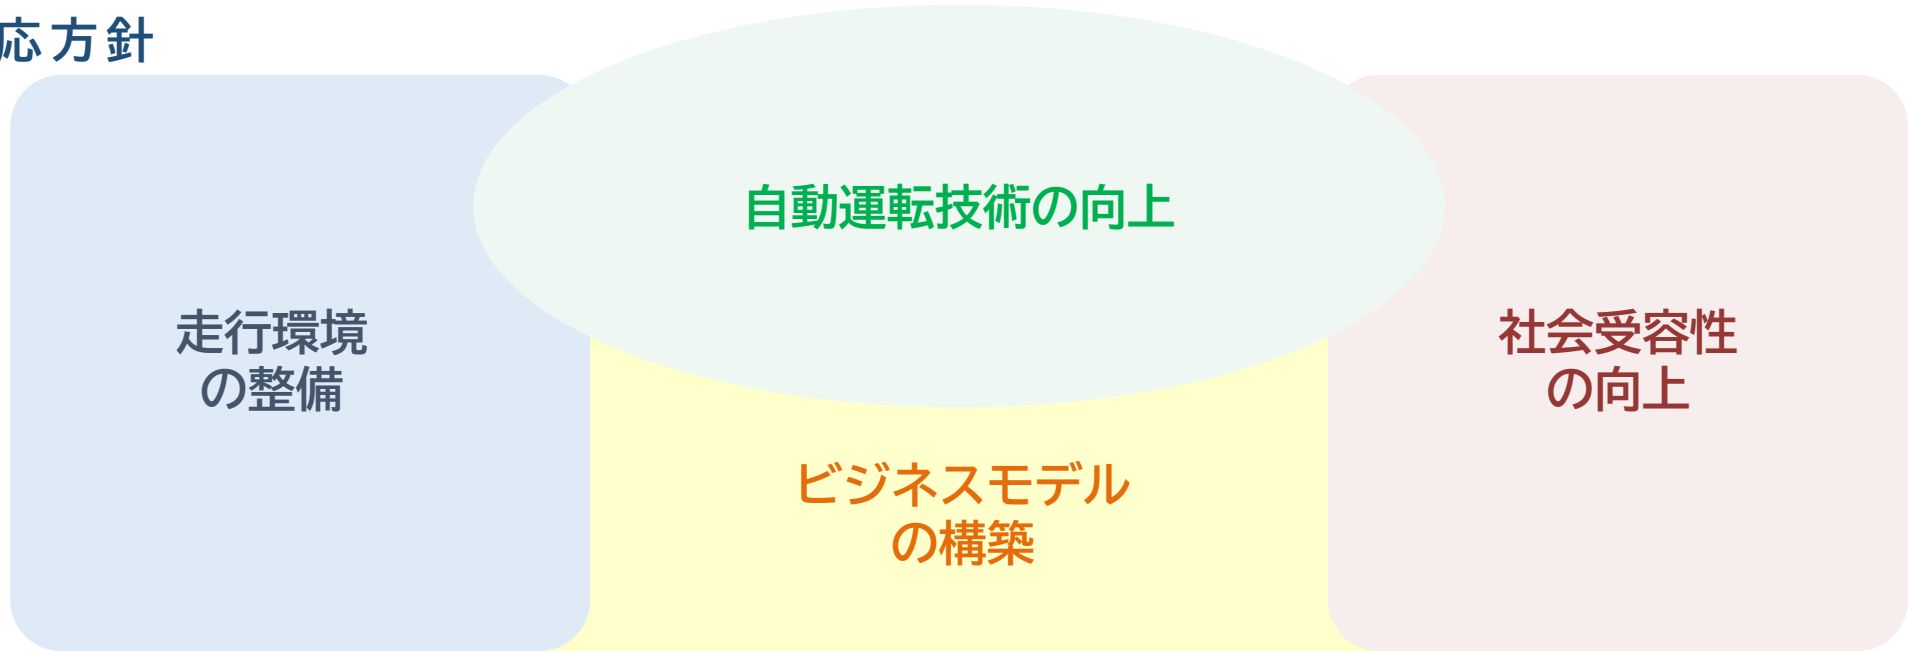 応方針
自動運転技術の向上
走行環境
の整備
社会受容性
の向上
ビジネスモデル
の構築